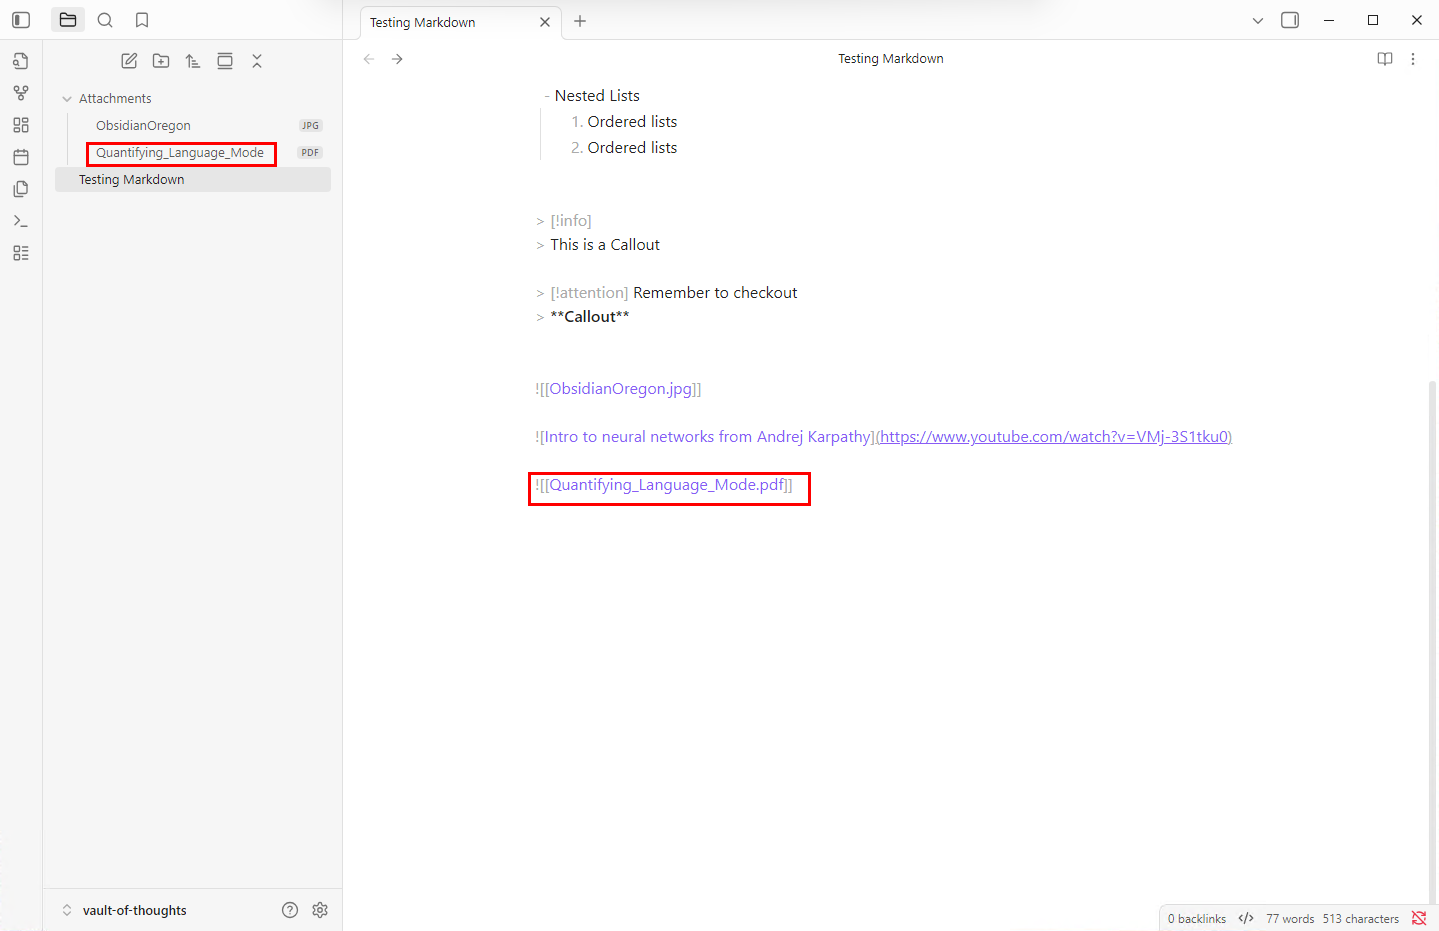 Testing Markdown
Testing Markdown
Attachments
ObsidianOregon JPG
Quantifying_Language_Mode PDF
Testing Markdown
- Nested Lists
1. Ordered lists
2. Ordered lists
> [!info]
> This is a Callout
> [!attention] Remember to checkout
> **Callout**
![[ObsidianOregon.jpg]]
![Intro to neural networks from Andrej Karpathy](https://www.youtube.com/watch?v=VMj-3S1tku0)
![[Quantifying_Language_Mode.pdf]]
vault-of-thoughts
0 backlinks 77 words 513 characters